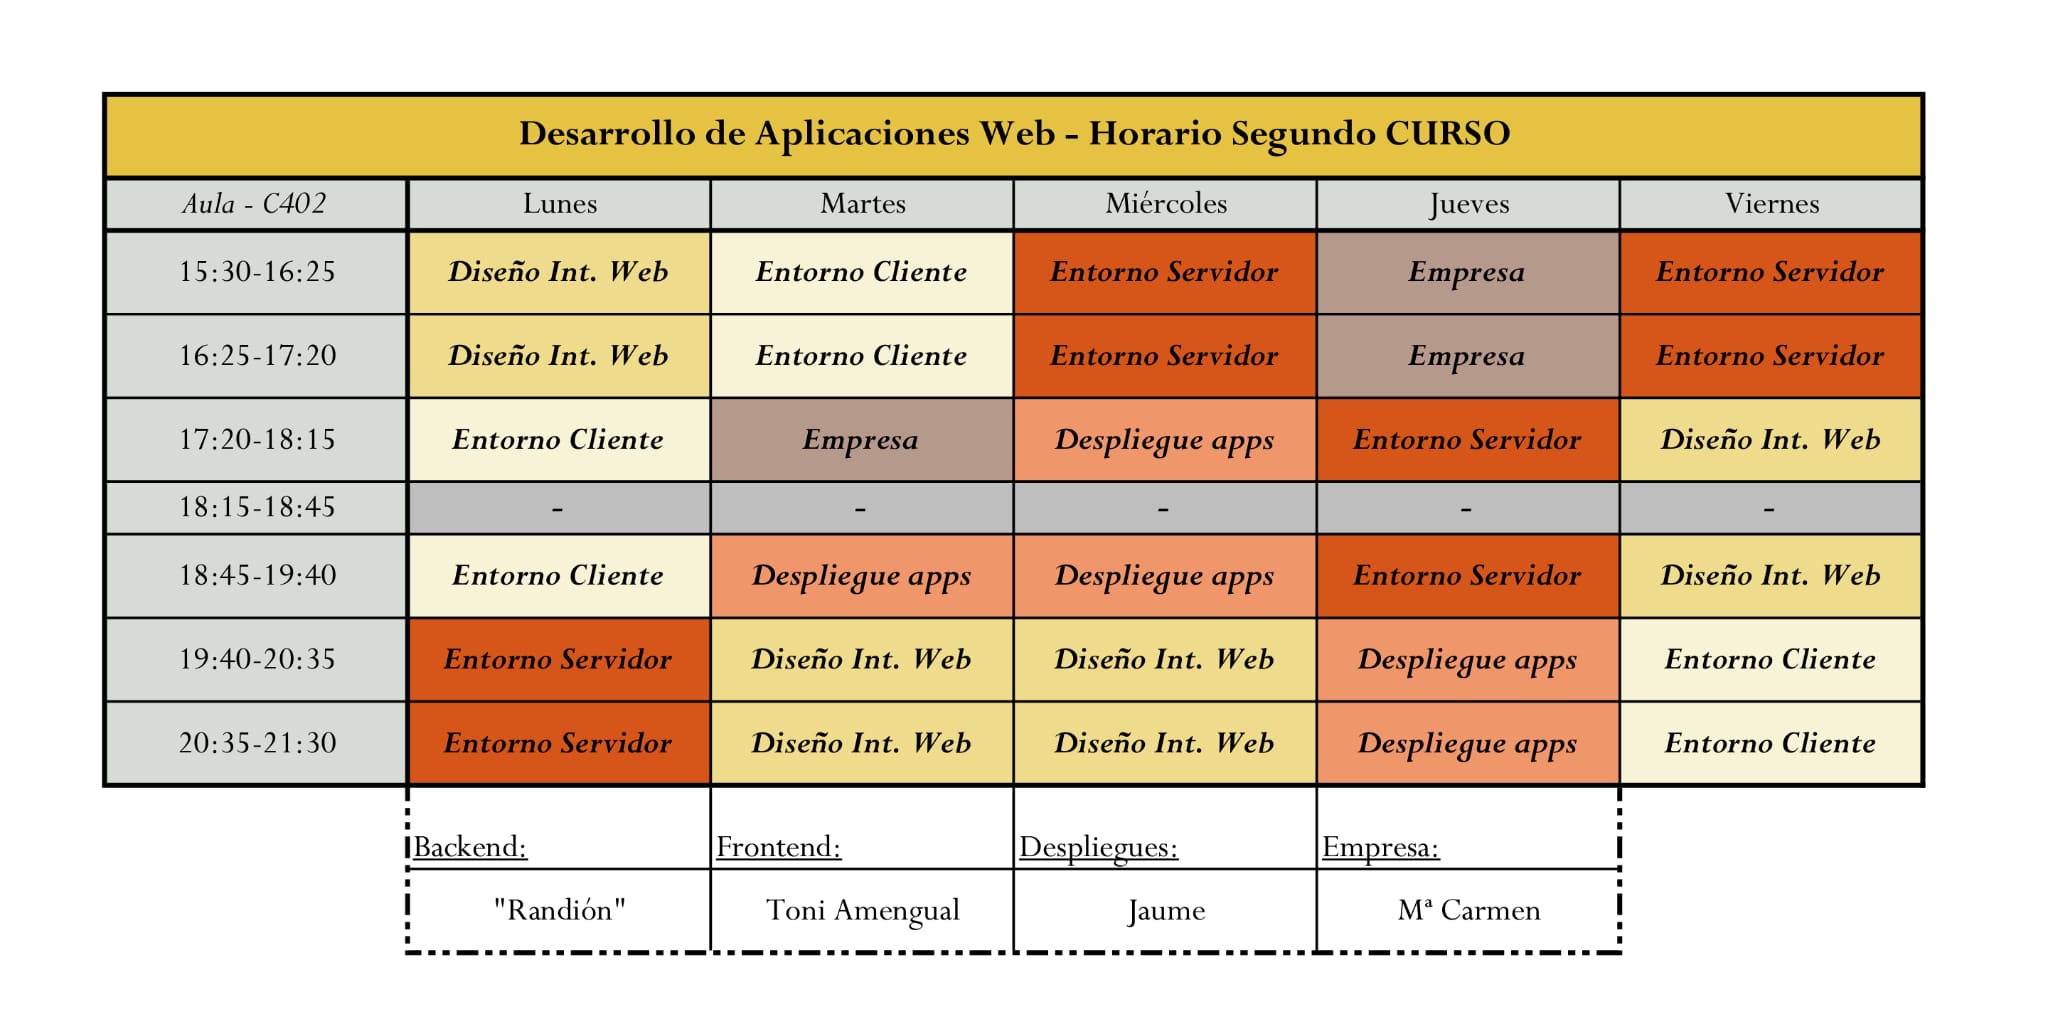 Desarrollo de Aplicaciones Web - Horario Segundo CURSO
Aula - C402 Lunes Martes Miércoles Jueves Viernes
15:30-16:25 Diseño Int. Web Entorno Cliente Entorno Servidor Empresa Entorno Servidor
16:25-17:20 Diseño Int. Web Entorno Cliente Entorno Servidor Empresa Entorno Servidor
17:20-18:15 Entorno Cliente Empresa Despliegue apps Entorno Servidor Diseño Int. Web
18:15-18:45 - - - - -
18:45-19:40 Entorno Cliente Despliegue apps Despliegue apps Entorno Servidor Diseño Int. Web
19:40-20:35 Entorno Servidor Diseño Int. Web Diseño Int. Web Despliegue apps Entorno Cliente
20:35-21:30 Entorno Servidor Diseño Int. Web Diseño Int. Web Despliegue apps Entorno Cliente
Backend: Frontend: Despliegues: Empresa:
"Randión" Toni Amengual Jaume Mª Carmen